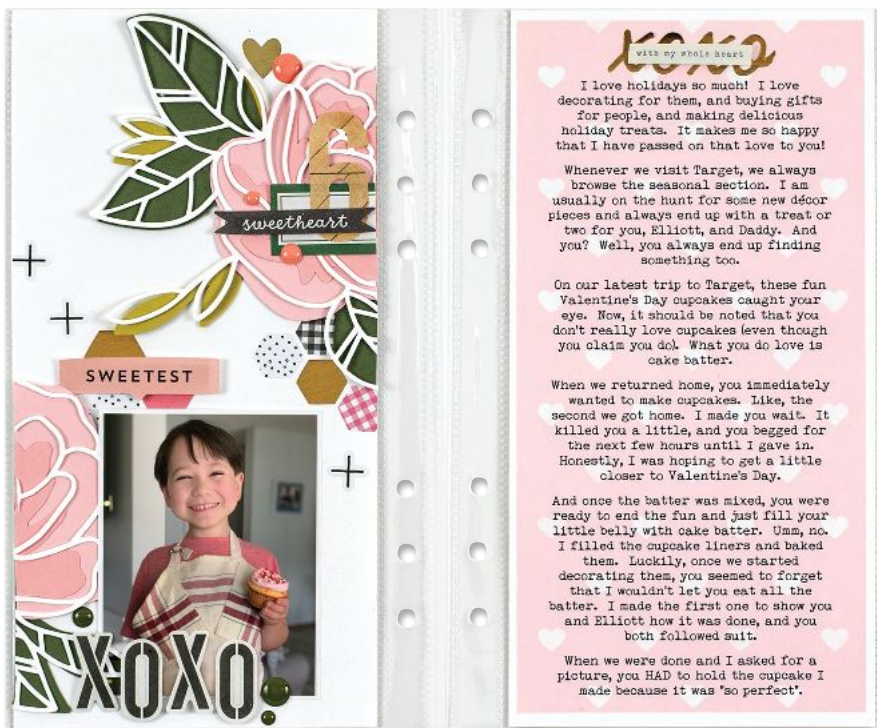 6
sweetheart
SWEETEST
XOXO
XOXO
with my whole heart
I love holidays so much!  I love
decorating for them, and buying gifts
for people, and making delicious
holiday treats.  It makes me so happy
that I have passed on that love to you!
Whenever we visit Target, we always
browse the seasonal section.  I am
usually on the hunt for some new décor
pieces and always end up with a treat or
two for you, Elliott, and Daddy.  And
you?  Well, you always end up finding
something too.
On our latest trip to Target, these fun
Valentine's Day cupcakes caught your
eye.  Now, it should be noted that you
don't really love cupcakes (even though
you claim you do).  What you do love is
cake batter.
When we returned home, you immediately
wanted to make cupcakes.  Like, the
second we got home.  I made you wait.  It
killed you a little, and you begged for
the next few hours until I gave in.
Honestly, I was hoping to get a little
closer to Valentine's Day.
And once the batter was mixed, you were
ready to end the fun and just fill your
little belly with cake batter.  Umm, no.
I filled the cupcake liners and baked
them.  Luckily, once we started
decorating them, you seemed to forget
that I wouldn't let you eat all the
batter.  I made the first one to show you
and Elliott how it was done, and you
both followed suit.
When we were done and I asked for a
picture, you HAD to hold the cupcake I
made because it was "so perfect".